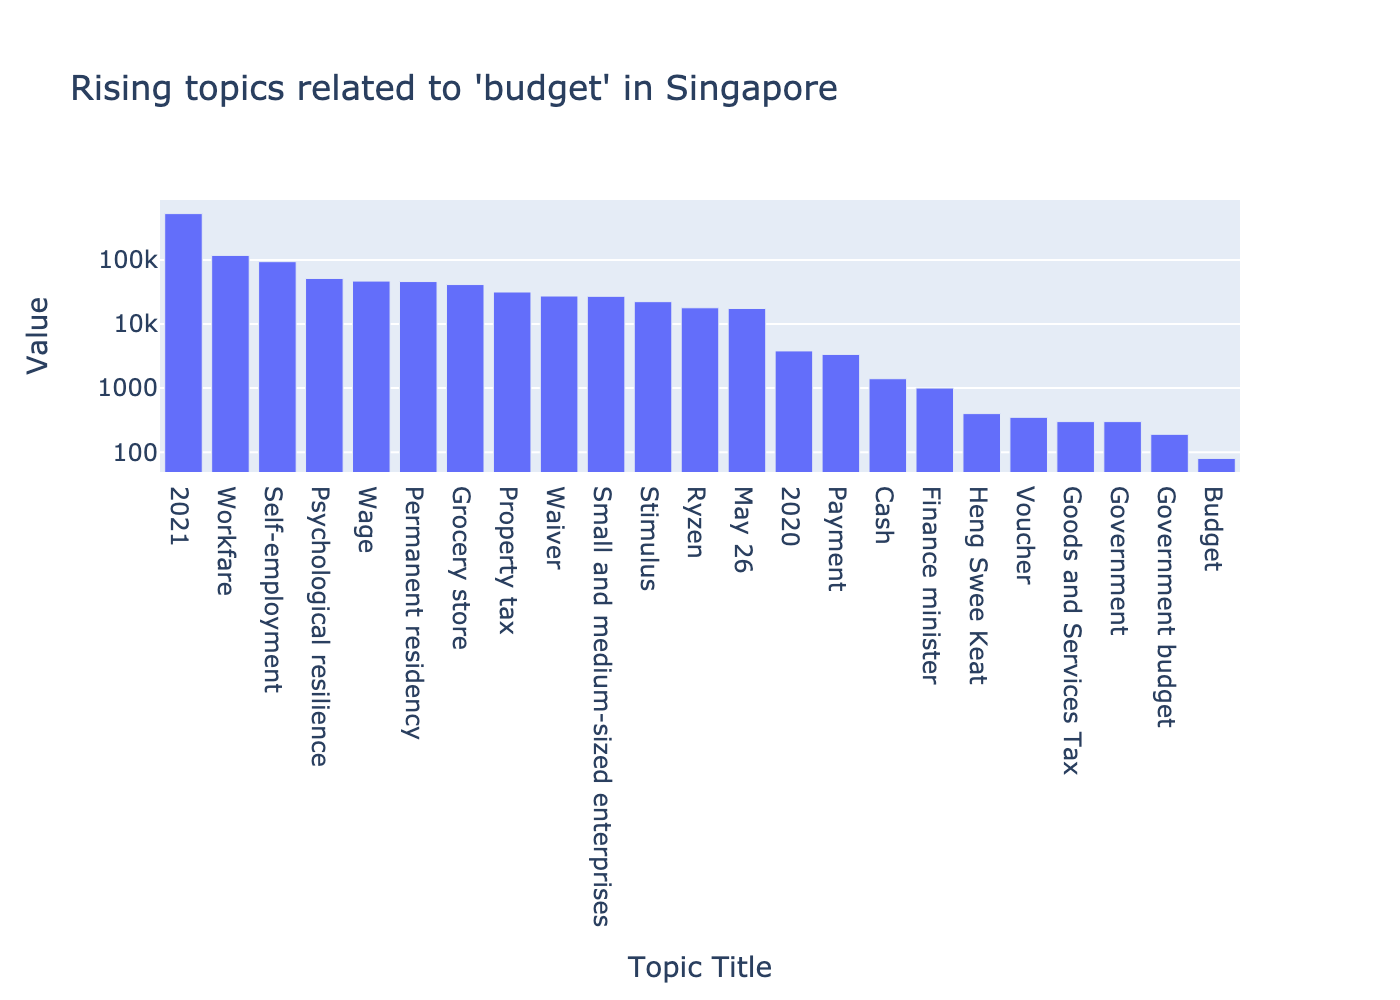 Rising topics related to 'budget' in Singapore
Value
100k
10k
1000
100
2021
Workfare
Self-employment
Psychological resilience
Wage
Permanent residency
Grocery store
Property tax
Waiver
Small and medium-sized enterprises
Stimulus
Ryzen
May 26
2020
Payment
Cash
Finance minister
Heng Swee Keat
Voucher
Goods and Services Tax
Government
Government budget
Budget
Topic Title